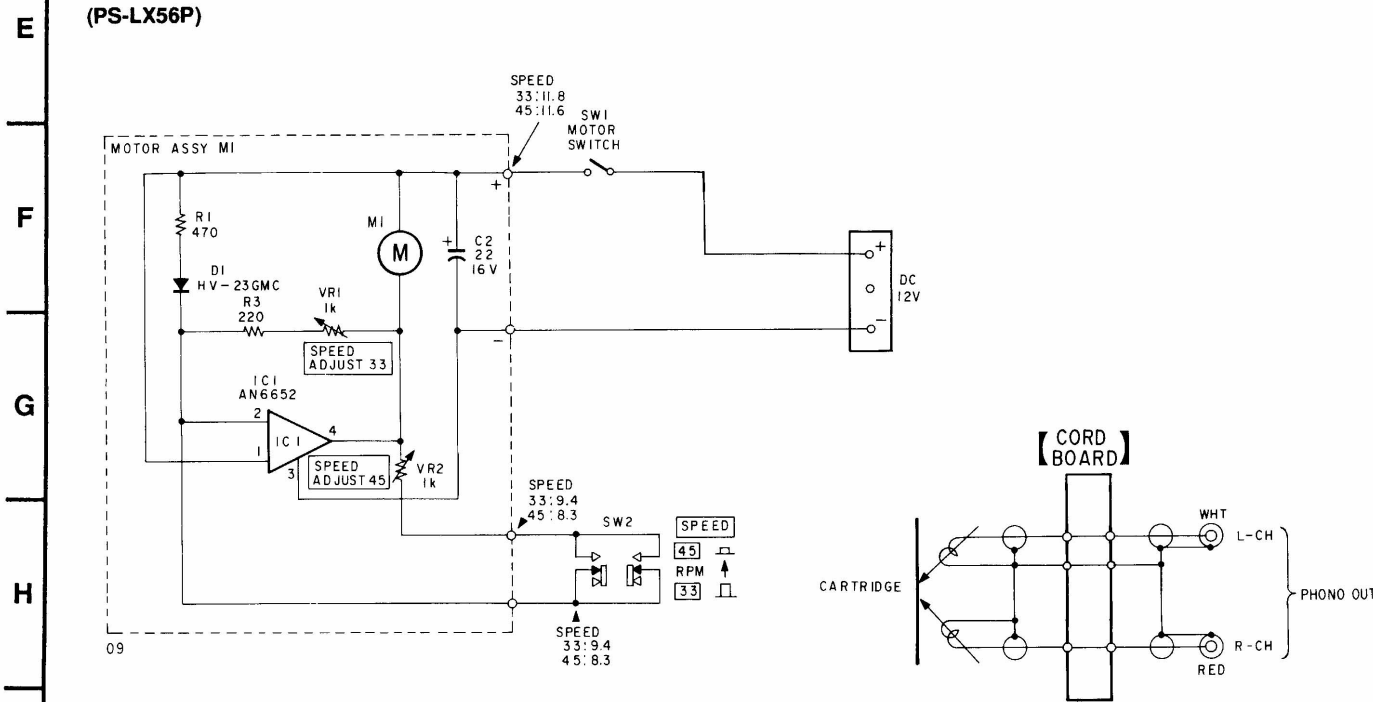 (PS-LX56P)
E
F
G
H
SPEED
33:11.8
45:11.6
SW1
MOTOR
SWITCH
MOTOR ASSY M1
+
R1
470
M1
M
+
C2
22
16V
D1
HV-23GMC
R3
220
VR1
1k
SPEED
ADJUST 33
−
+
DC
12V
−
IC1
AN6652
2
1
IC1
4
3
SPEED
ADJUST 45
VR2
1k
SPEED
33:9.4
45:8.3
SW2
SPEED
45
RPM
33
SPEED
33:9.4
45:8.3
09
【CORD
BOARD】
CARTRIDGE
WHT
L-CH
PHONO OUT
R-CH
RED